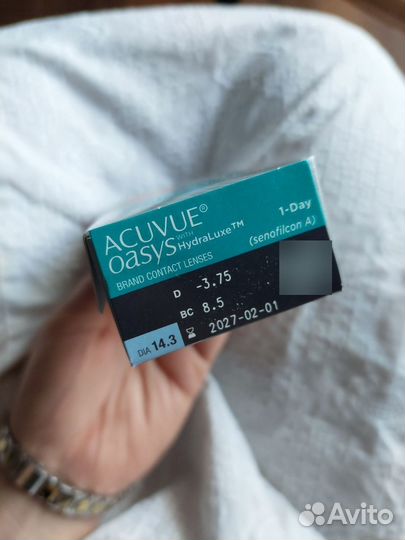 ACUVUE®
OASYS WITH HydraLuxe™
1-Day
(senofilcon A)
BRAND CONTACT LENSES
D -3.75
BC 8.5
DIA 14.3
2027-02-01
Avito